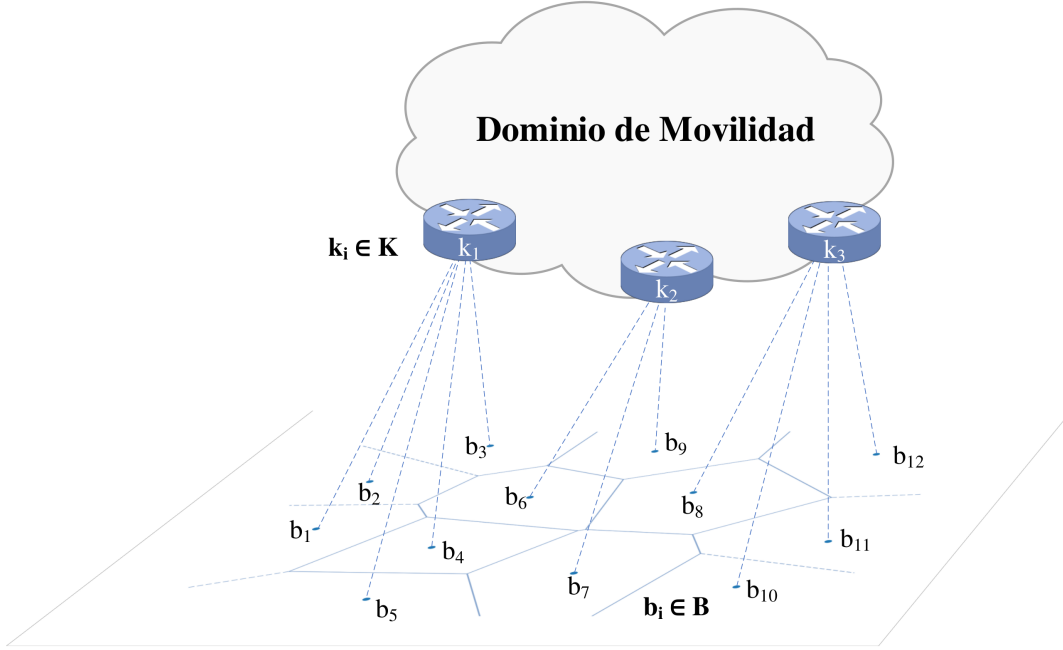 Dominio de Movilidad
kᵢ ∈ K
k₁
k₂
k₃
b₁
b₂
b₃
b₄
b₅
b₆
b₇
b₈
b₉
b₁₀
b₁₁
b₁₂
bᵢ ∈ B